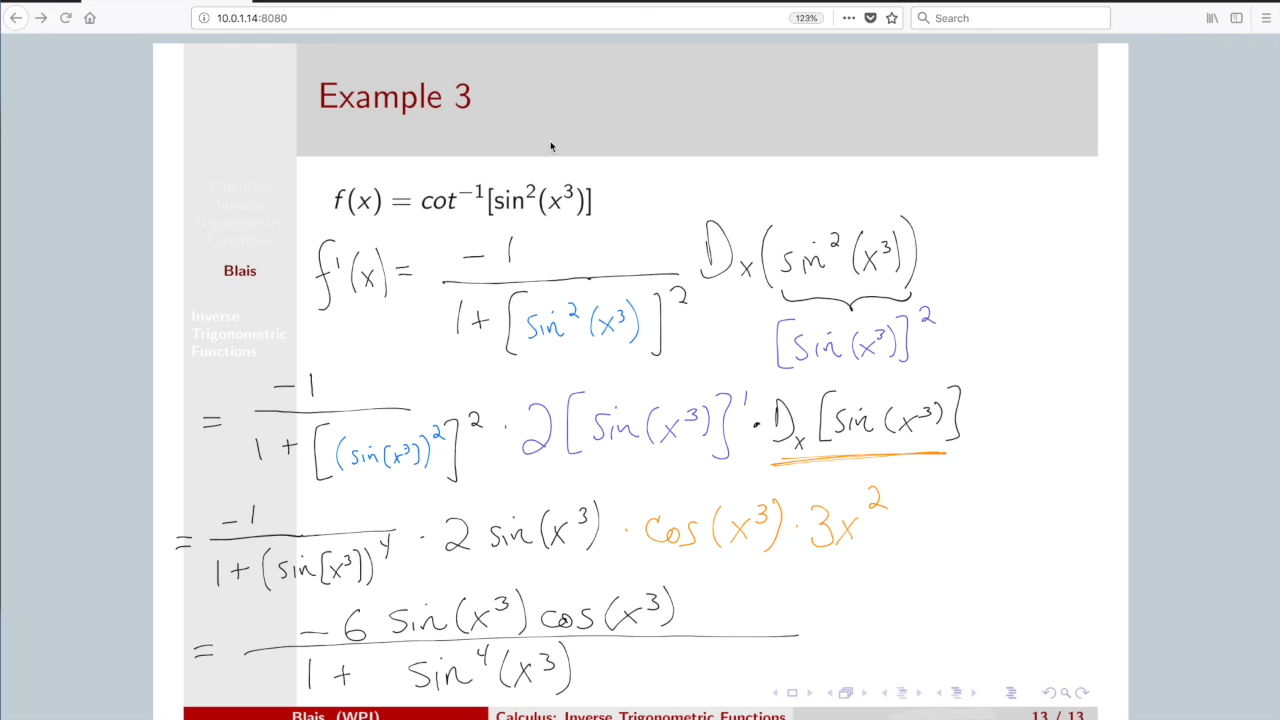 10.0.1.14:8080
123%
Search
Example 3
Calculus
Inverse
Trigonometric
Functions
Blais
Inverse
Trigonometric
Functions
f(x) = cot⁻¹[sin²(x³)]
f'(x) = -1 / (1 + [sin²(x³)]²) Dₓ(sin²(x³))
[sin(x³)]²
= -1 / (1 + [(sin(x³))²]²) · 2[sin(x³)]¹ · Dₓ[sin(x³)]
= -1 / (1 + (sin[x³])⁴) · 2 sin(x³) · cos(x³) · 3x²
= -6 sin(x³) cos(x³) / (1 + sin⁴(x³))
Blais (WPI)
Calculus: Inverse Trigonometric Functions
13 / 13